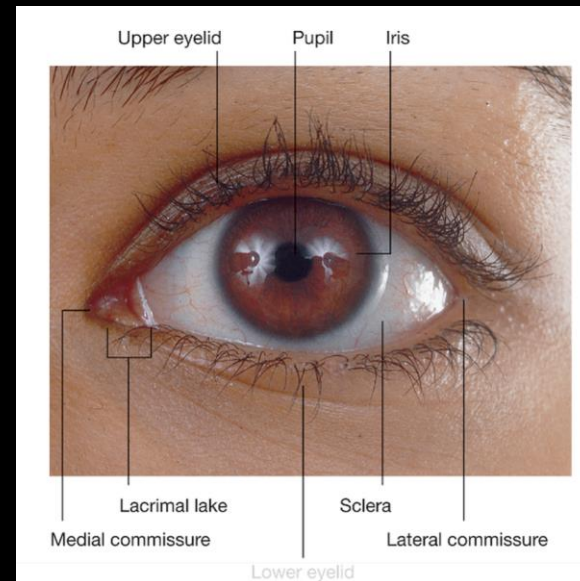 Upper eyelid
Pupil
Iris
Lacrimal lake
Sclera
Medial commissure
Lateral commissure
Lower eyelid